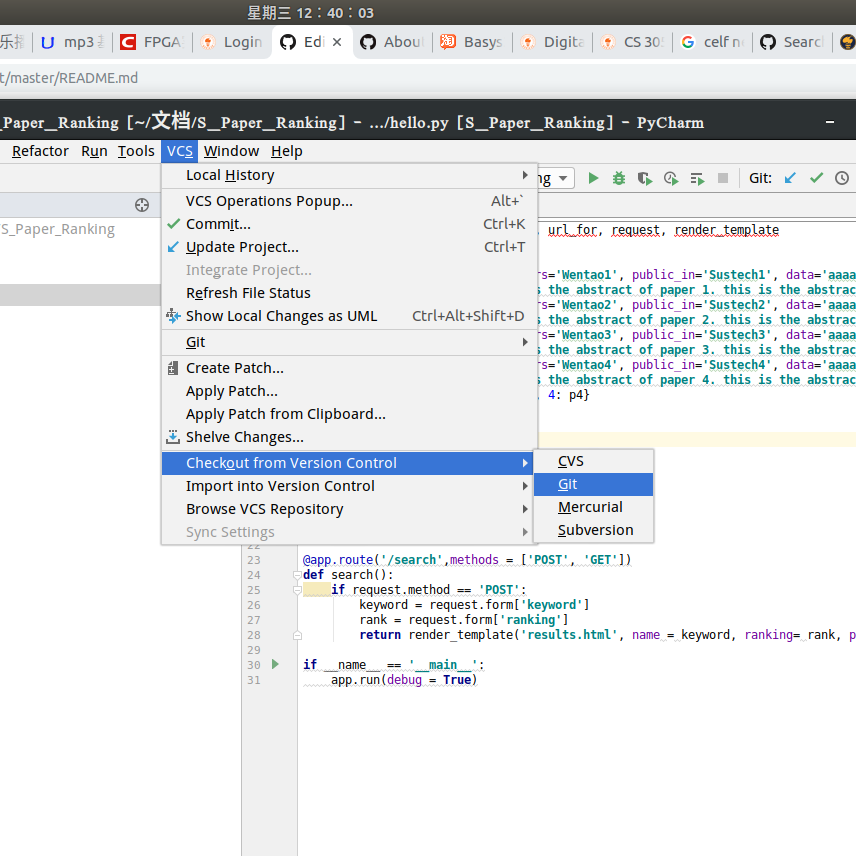 星期三 12：40：03
乐播 mp3 FPGA Login Edi × Abou Basys Digita CS 305 celf n Searc
t/master/README.md
_Paper_Ranking [~/文档/S_Paper_Ranking] - .../hello.py [S_Paper_Ranking] - PyCharm
Refactor Run Tools VCS Window Help
Local History
ng Git:
VCS Operations Popup... Alt+`
Commit... Ctrl+K
S_Paper_Ranking
, url_for, request, render_template
Update Project... Ctrl+T
Integrate Project...
rs='Wentao1', public_in='Sustech1', data='aaaa
Refresh File Status
s the abstract of paper 1. this is the abstrac
rs='Wentao2', public_in='Sustech2', data='aaaa
Show Local Changes as UML Ctrl+Alt+Shift+D
s the abstract of paper 2. this is the abstrac
rs='Wentao3', public_in='Sustech3', data='aaaa
Git
s the abstract of paper 3. this is the abstrac
rs='Wentao4', public_in='Sustech4', data='aaaa
Create Patch...
s the abstract of paper 4. this is the abstrac
Apply Patch...
, 4: p4}
Apply Patch from Clipboard...
Shelve Changes...
Checkout from Version Control
Import into Version Control
Browse VCS Repository
Sync Settings
CVS
Git
Mercurial
Subversion
22
23 @app.route('/search',methods = ['POST', 'GET'])
24 def search():
25 if request.method == 'POST':
26 keyword = request.form['keyword']
27 rank = request.form['ranking']
28 return render_template('results.html', name = keyword, ranking= rank, p
29
30 if __name__ == '__main__':
31 app.run(debug = True)